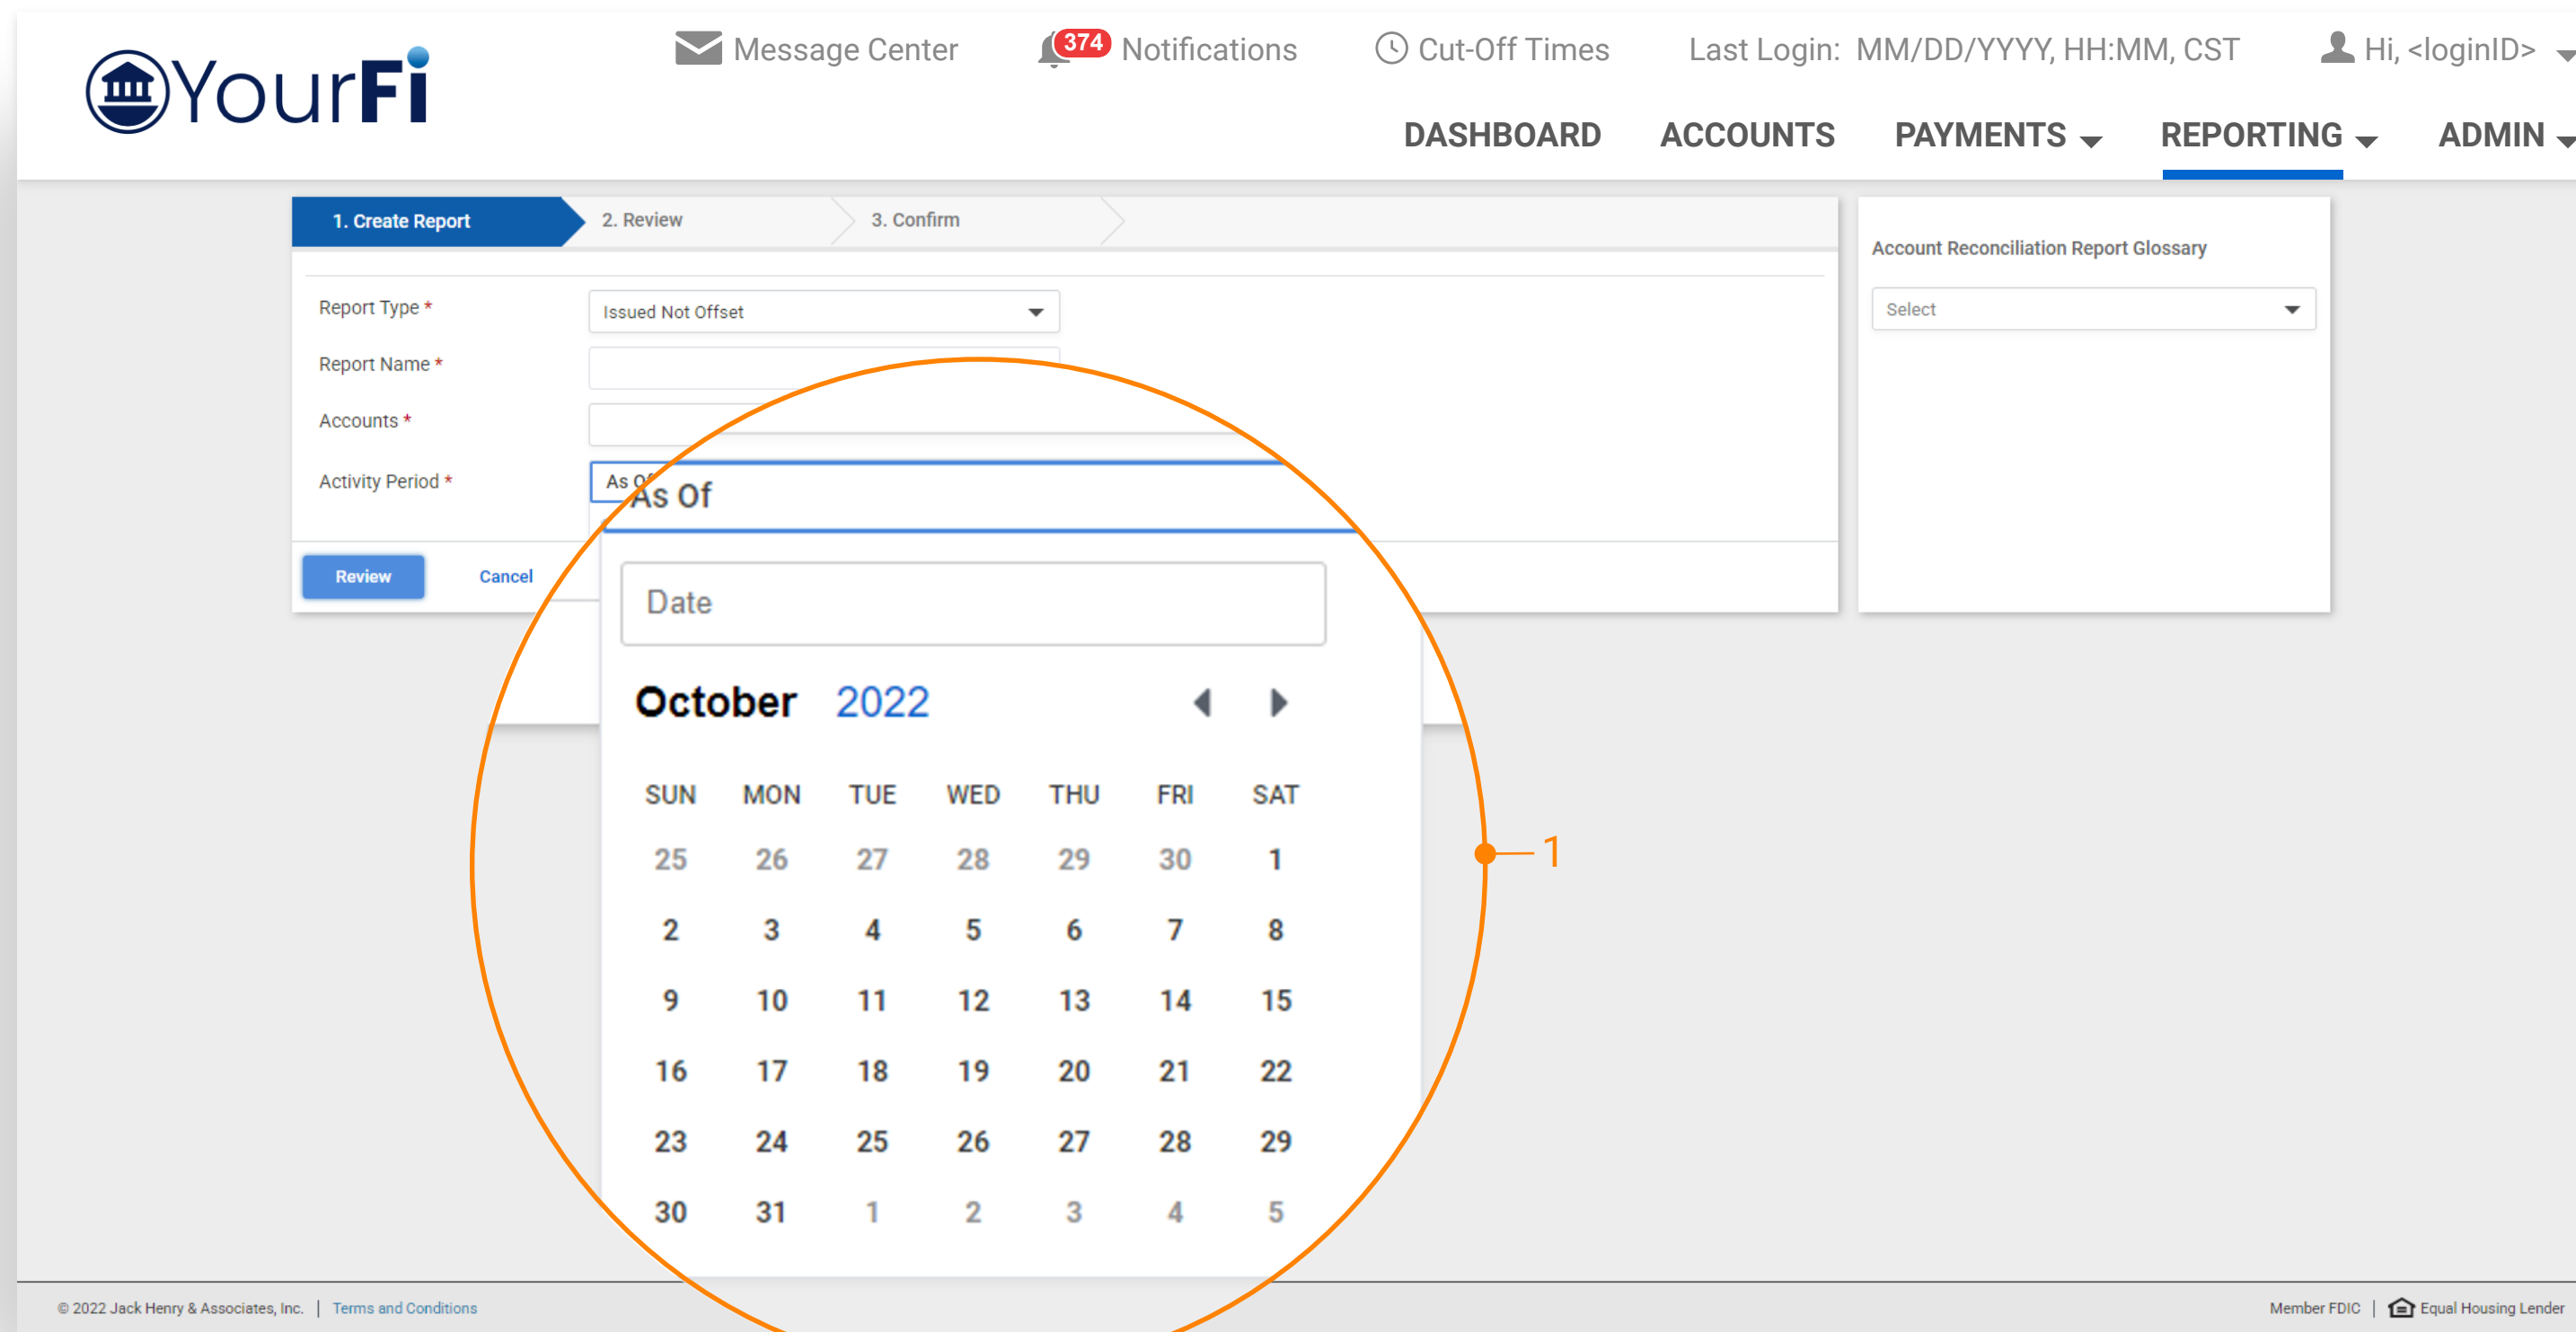 YourFi
Message Center 374 Notifications Cut-Off Times Last Login: MM/DD/YYYY, HH:MM, CST Hi, <loginID>
DASHBOARD ACCOUNTS PAYMENTS REPORTING ADMIN
1. Create Report 2. Review 3. Confirm
Report Type * Issued Not Offset
Report Name *
Accounts *
Activity Period * As Of
Review Cancel
Account Reconciliation Report Glossary
Select
As Of
Date
October 2022
SUN MON TUE WED THU FRI SAT
25 26 27 28 29 30 1
2 3 4 5 6 7 8
9 10 11 12 13 14 15
16 17 18 19 20 21 22
23 24 25 26 27 28 29
30 31 1 2 3 4 5
1
© 2022 Jack Henry & Associates, Inc. | Terms and Conditions
Member FDIC | Equal Housing Lender